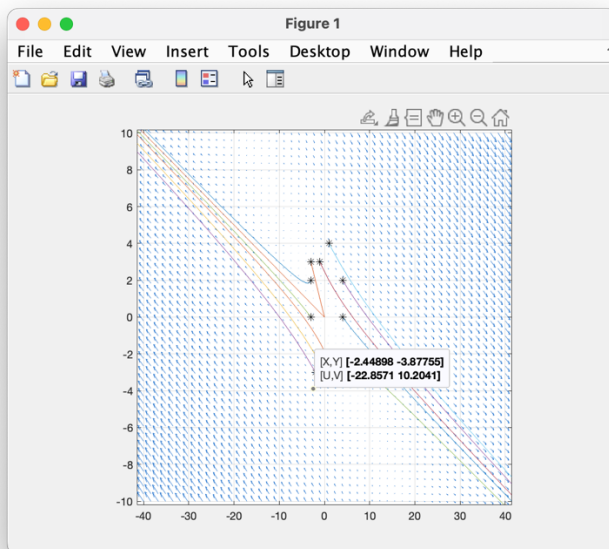 Figure 1
File Edit View Insert Tools Desktop Window Help
10
8
6
4
2
0
-2
-4
-6
-8
-10
[X,Y] [-2.44898 -3.87755]
[U,V] [-22.8571 10.2041]
-40 -30 -20 -10 0 10 20 30 40